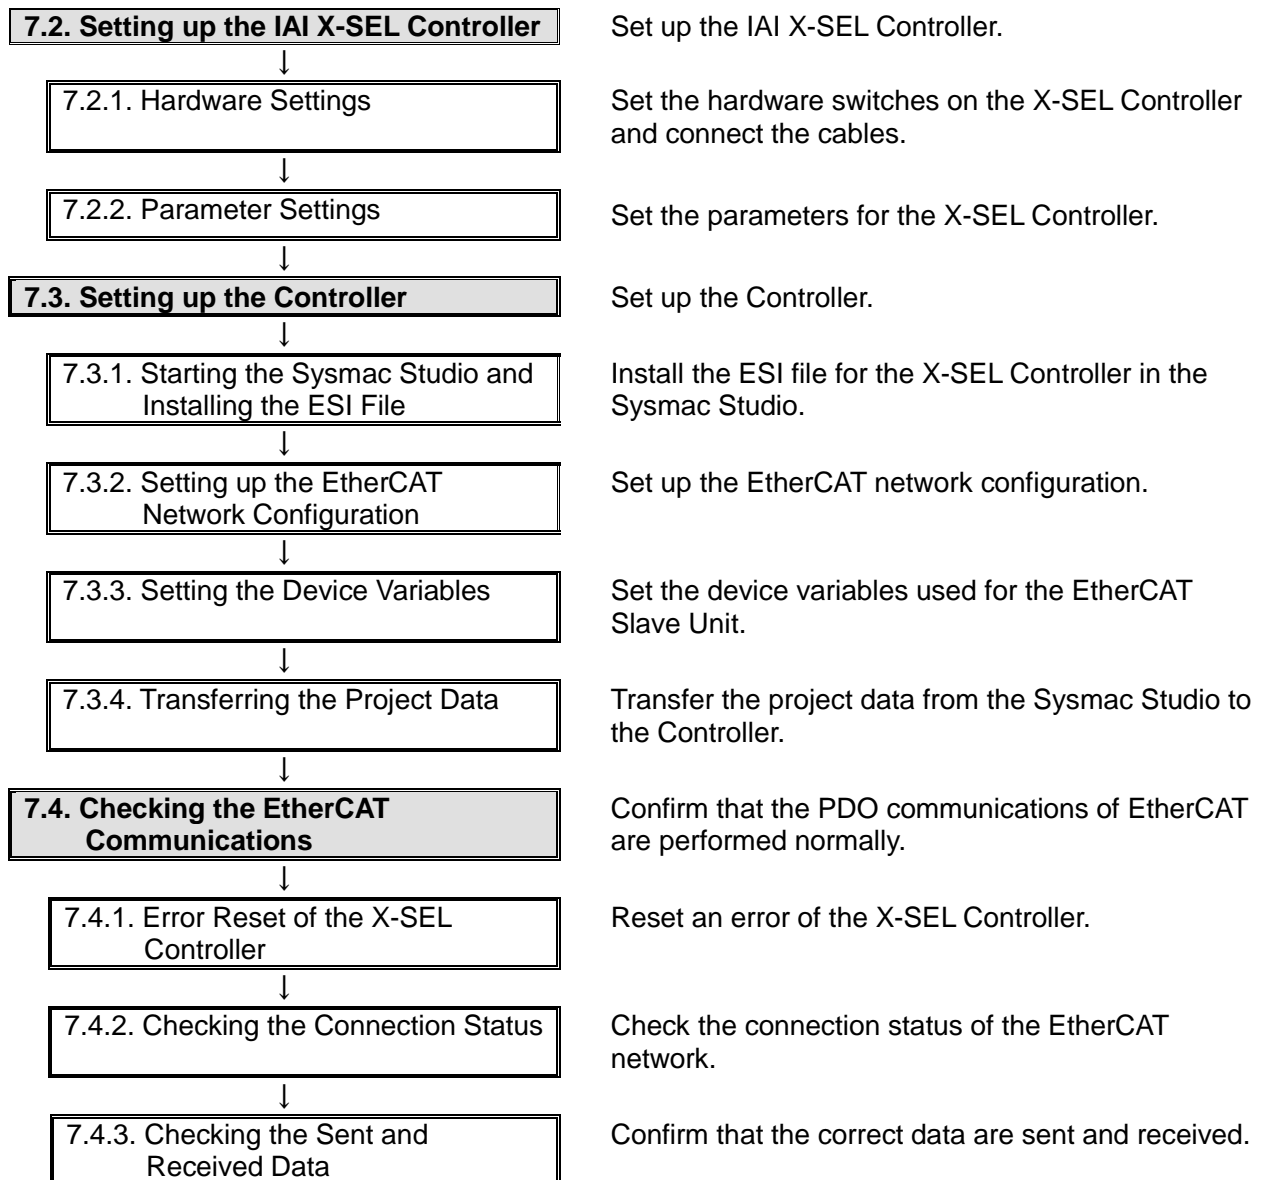 7.2. Setting up the IAI X-SEL Controller
Set up the IAI X-SEL Controller.
↓
7.2.1. Hardware Settings
Set the hardware switches on the X-SEL Controller
and connect the cables.
↓
7.2.2. Parameter Settings
Set the parameters for the X-SEL Controller.
↓
7.3. Setting up the Controller
Set up the Controller.
↓
7.3.1. Starting the Sysmac Studio and
Installing the ESI File
Install the ESI file for the X-SEL Controller in the
Sysmac Studio.
↓
7.3.2. Setting up the EtherCAT
Network Configuration
Set up the EtherCAT network configuration.
↓
7.3.3. Setting the Device Variables
Set the device variables used for the EtherCAT
Slave Unit.
↓
7.3.4. Transferring the Project Data
Transfer the project data from the Sysmac Studio to
the Controller.
↓
7.4. Checking the EtherCAT
Communications
Confirm that the PDO communications of EtherCAT
are performed normally.
↓
7.4.1. Error Reset of the X-SEL
Controller
Reset an error of the X-SEL Controller.
↓
7.4.2. Checking the Connection Status
Check the connection status of the EtherCAT
network.
↓
7.4.3. Checking the Sent and
Received Data
Confirm that the correct data are sent and received.